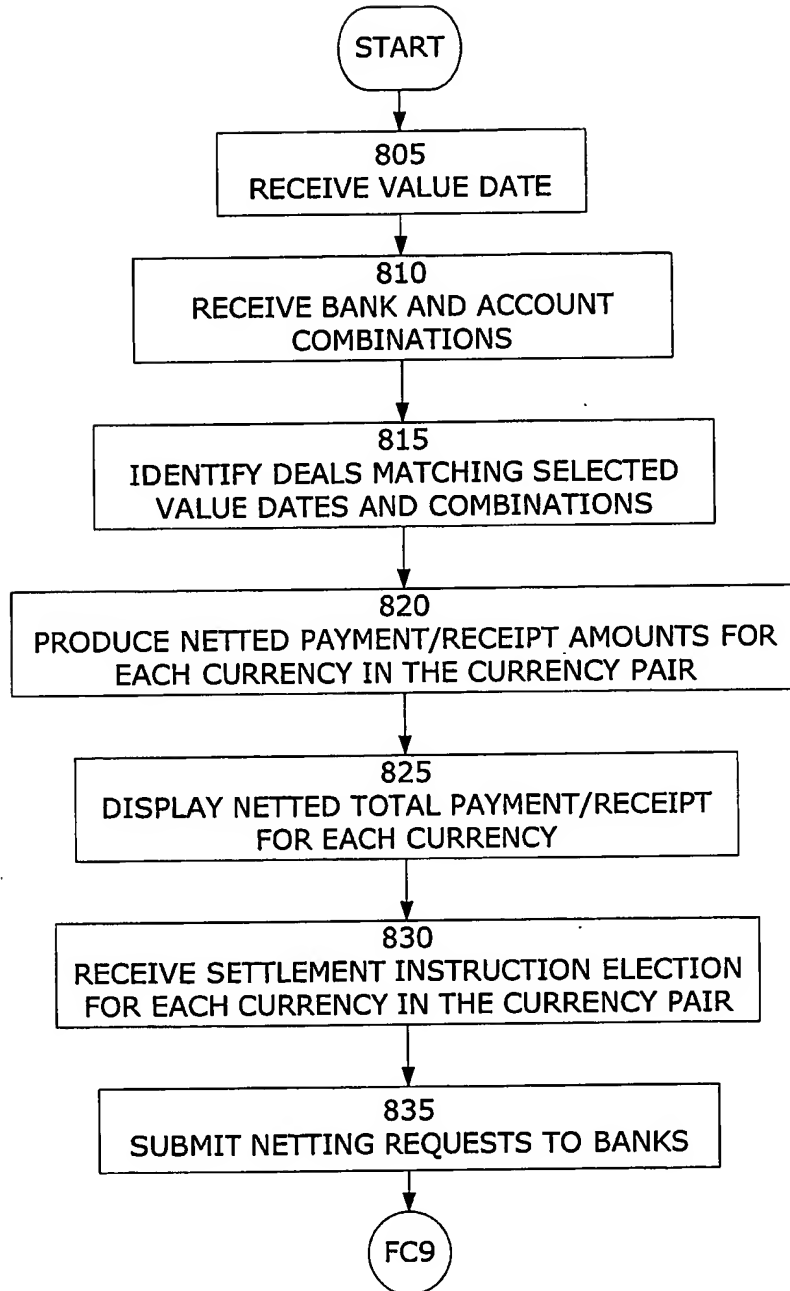 START
805
RECEIVE VALUE DATE
810
RECEIVE BANK AND ACCOUNT
COMBINATIONS
815
IDENTIFY DEALS MATCHING SELECTED
VALUE DATES AND COMBINATIONS
820
PRODUCE NETTED PAYMENT/RECEIPT AMOUNTS FOR
EACH CURRENCY IN THE CURRENCY PAIR
825
DISPLAY NETTED TOTAL PAYMENT/RECEIPT
FOR EACH CURRENCY
830
RECEIVE SETTLEMENT INSTRUCTION ELECTION
FOR EACH CURRENCY IN THE CURRENCY PAIR
835
SUBMIT NETTING REQUESTS TO BANKS
FC9